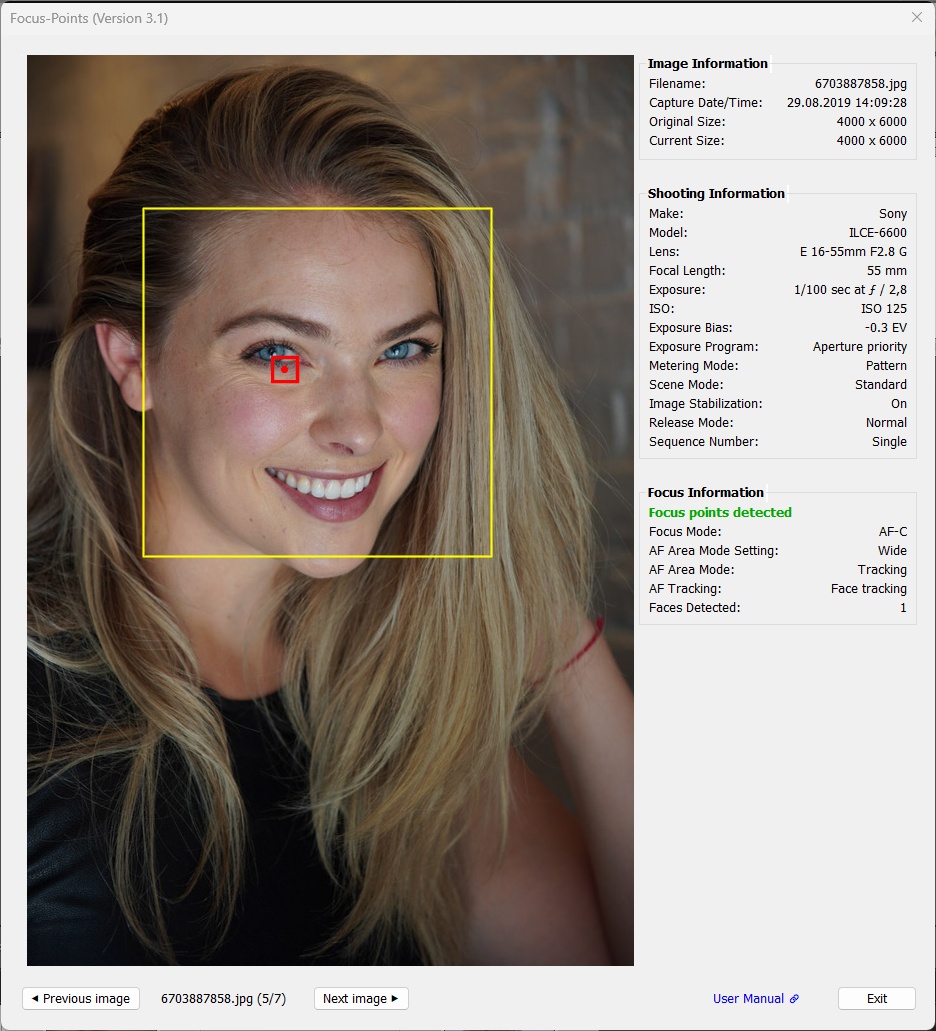 Focus-Points (Version 3.1)
Image Information
Filename: 6703887858.jpg
Capture Date/Time: 29.08.2019 14:09:28
Original Size: 4000 x 6000
Current Size: 4000 x 6000
Shooting Information
Make: Sony
Model: ILCE-6600
Lens: E 16-55mm F2.8 G
Focal Length: 55 mm
Exposure: 1/100 sec at ƒ / 2,8
ISO: ISO 125
Exposure Bias: -0.3 EV
Exposure Program: Aperture priority
Metering Mode: Pattern
Scene Mode: Standard
Image Stabilization: On
Release Mode: Normal
Sequence Number: Single
Focus Information
Focus points detected
Focus Mode: AF-C
AF Area Mode Setting: Wide
AF Area Mode: Tracking
AF Tracking: Face tracking
Faces Detected: 1
Previous image 6703887858.jpg (5/7) Next image User Manual Exit